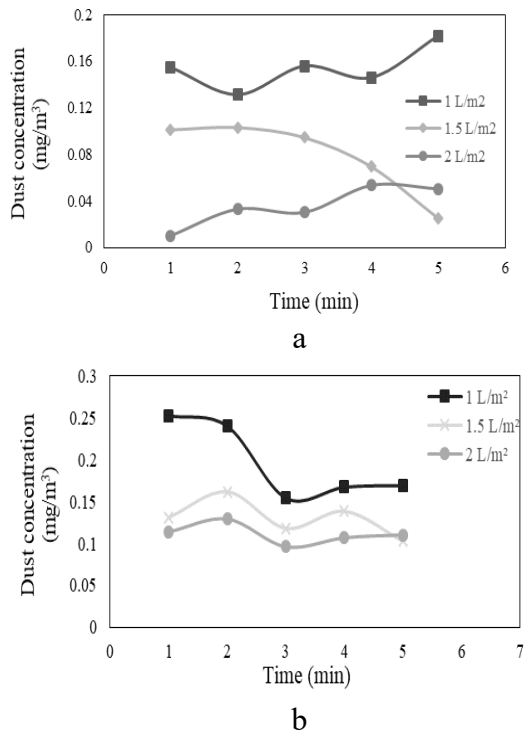 Dust concentration
(mg/m³)
0.2
0.16
0.12
0.08
0.04
0
1 L/m2
1.5 L/m2
2 L/m2
0 1 2 3 4 5 6
Time (min)
a
Dust concentration
(mg/m³)
0.3
0.25
0.2
0.15
0.1
0.05
0
1 L/m²
1.5 L/m²
2 L/m²
0 1 2 3 4 5 6 7
Time (min)
b